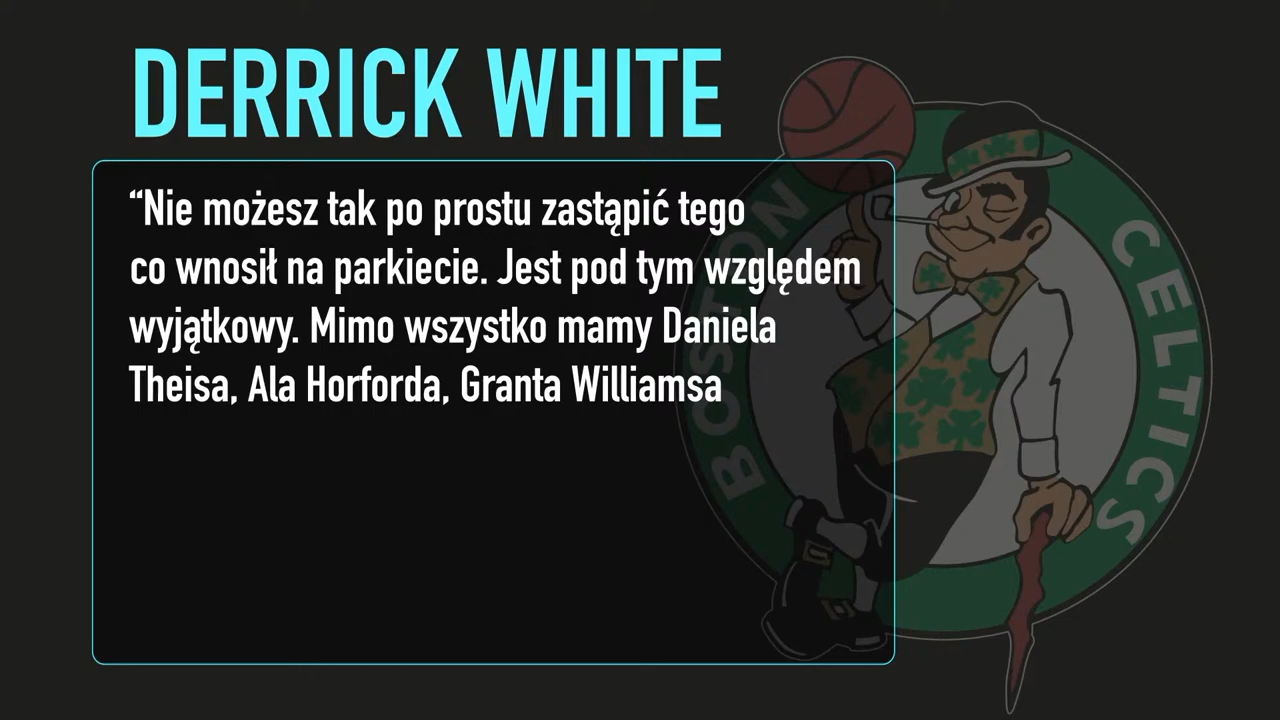 DERRICK WHITE
“Nie możesz tak po prostu zastąpić tego
co wnosił na parkiecie. Jest pod tym względem
wyjątkowy. Mimo wszystko mamy Daniela
Theisa, Ala Horforda, Granta Williamsa
BOSTON
CELTICS